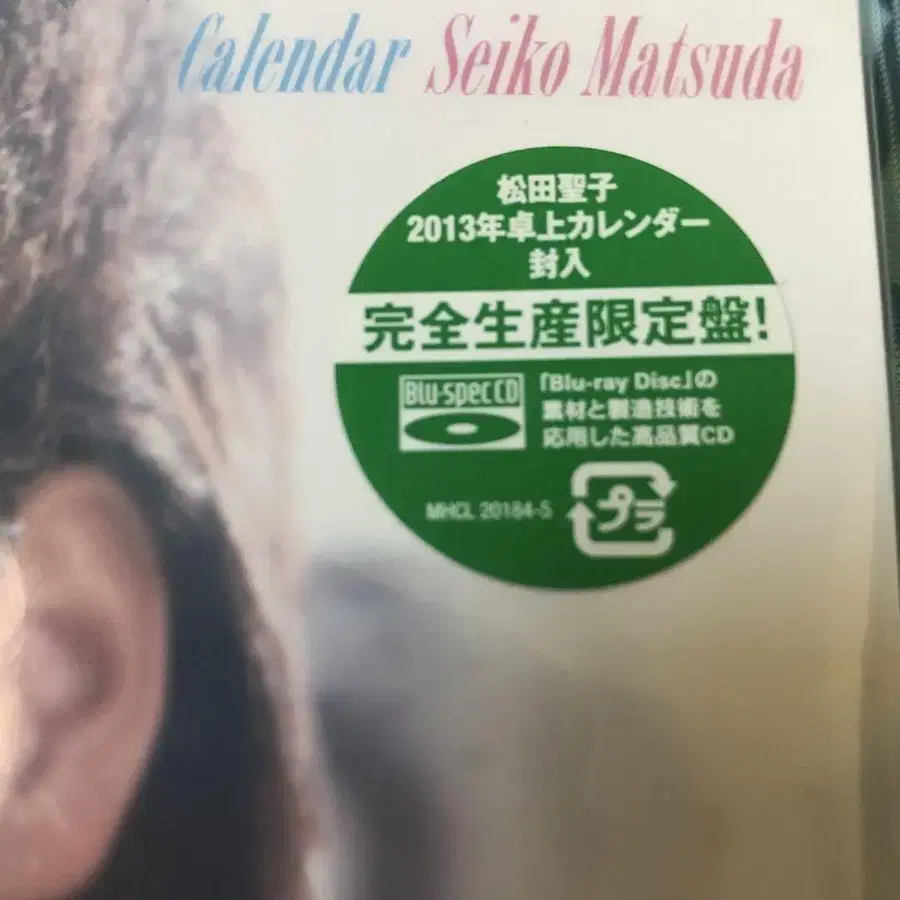 Calendar Seiko Matsuda
松田聖子
2013年卓上カレンダー
封入
完全生産限定盤!
Blu-specCD
「Blu-ray Disc」の
素材と製造技術を
応用した高品質CD
MHCL 20184-5
プラ